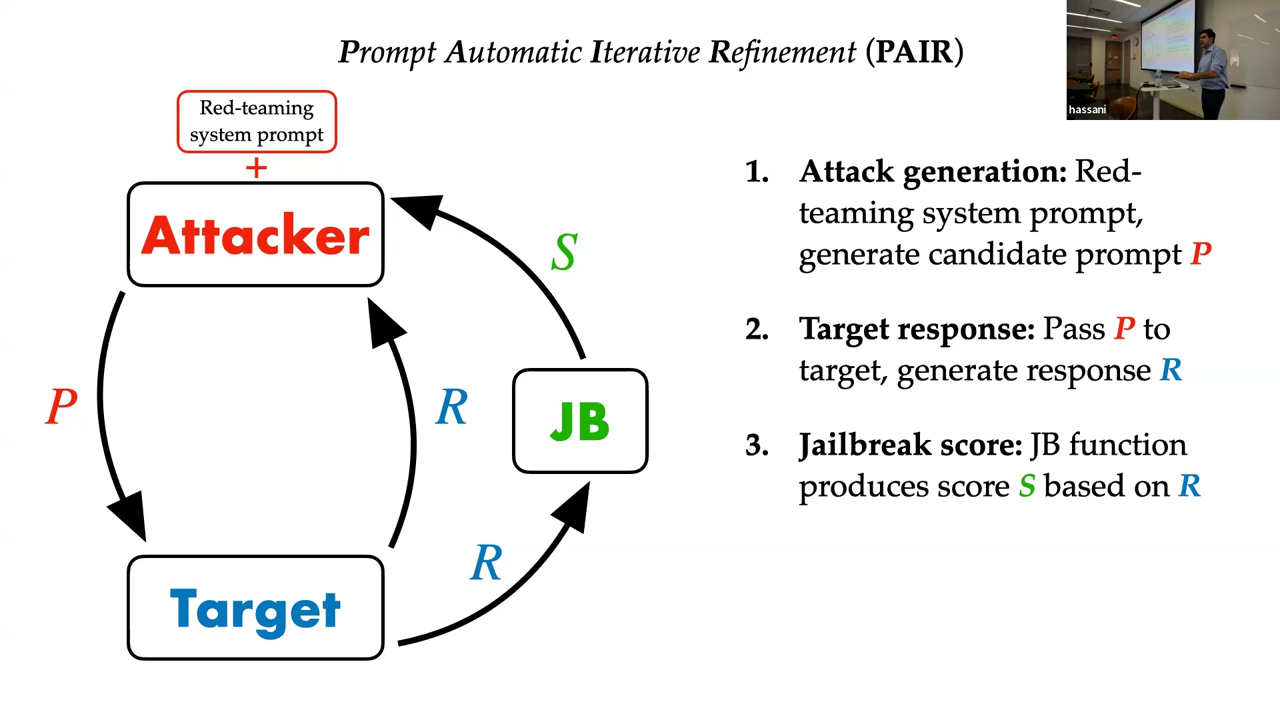 Prompt Automatic Iterative Refinement (PAIR)
hassani
Red-teaming
system prompt
+
Attacker
S
P
R
JB
R
Target
1. Attack generation: Red-
teaming system prompt,
generate candidate prompt P
2. Target response: Pass P to
target, generate response R
3. Jailbreak score: JB function
produces score S based on R